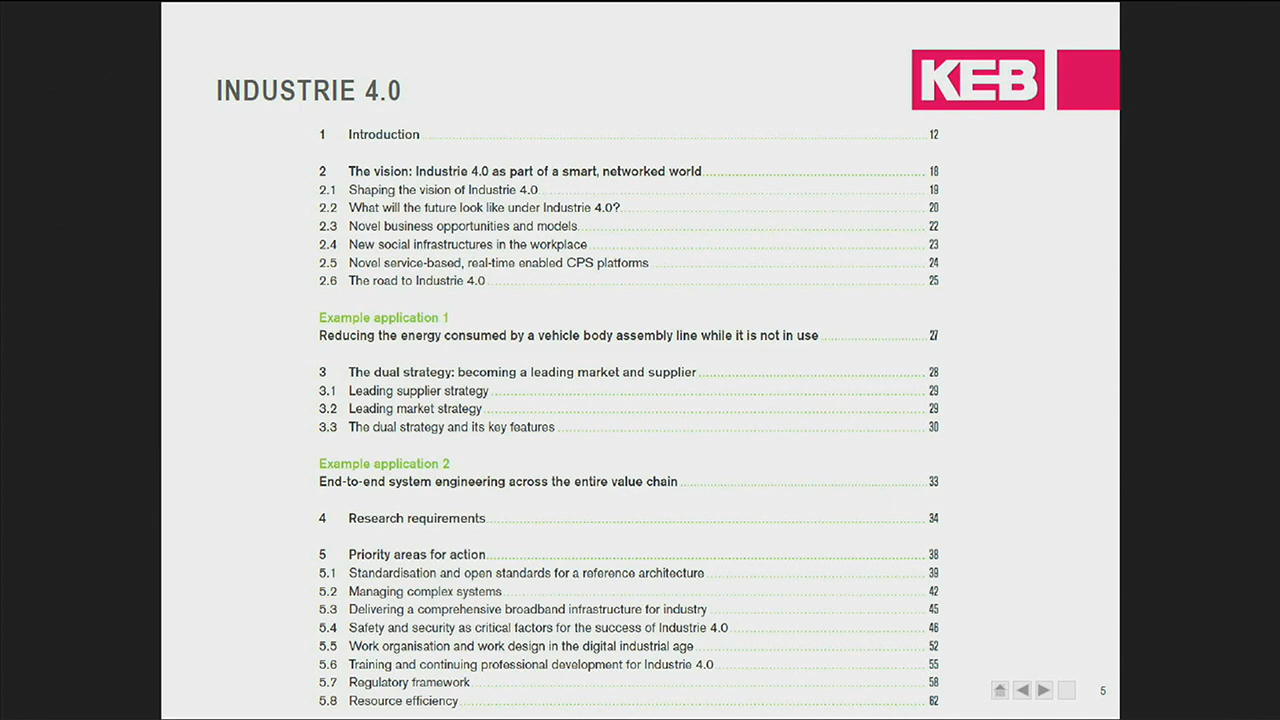 INDUSTRIE 4.0
KEB
1 Introduction 12
2 The vision: Industrie 4.0 as part of a smart, networked world 18
2.1 Shaping the vision of Industrie 4.0 19
2.2 What will the future look like under Industrie 4.0? 20
2.3 Novel business opportunities and models 22
2.4 New social infrastructures in the workplace 23
2.5 Novel service-based, real-time enabled CPS platforms 24
2.6 The road to Industrie 4.0 25
Example application 1
Reducing the energy consumed by a vehicle body assembly line while it is not in use 27
3 The dual strategy: becoming a leading market and supplier 28
3.1 Leading supplier strategy 29
3.2 Leading market strategy 29
3.3 The dual strategy and its key features 30
Example application 2
End-to-end system engineering across the entire value chain 33
4 Research requirements 34
5 Priority areas for action 38
5.1 Standardisation and open standards for a reference architecture 39
5.2 Managing complex systems 42
5.3 Delivering a comprehensive broadband infrastructure for industry 45
5.4 Safety and security as critical factors for the success of Industrie 4.0 46
5.5 Work organisation and work design in the digital industrial age 52
5.6 Training and continuing professional development for Industrie 4.0 55
5.7 Regulatory framework 58
5.8 Resource efficiency 62
5